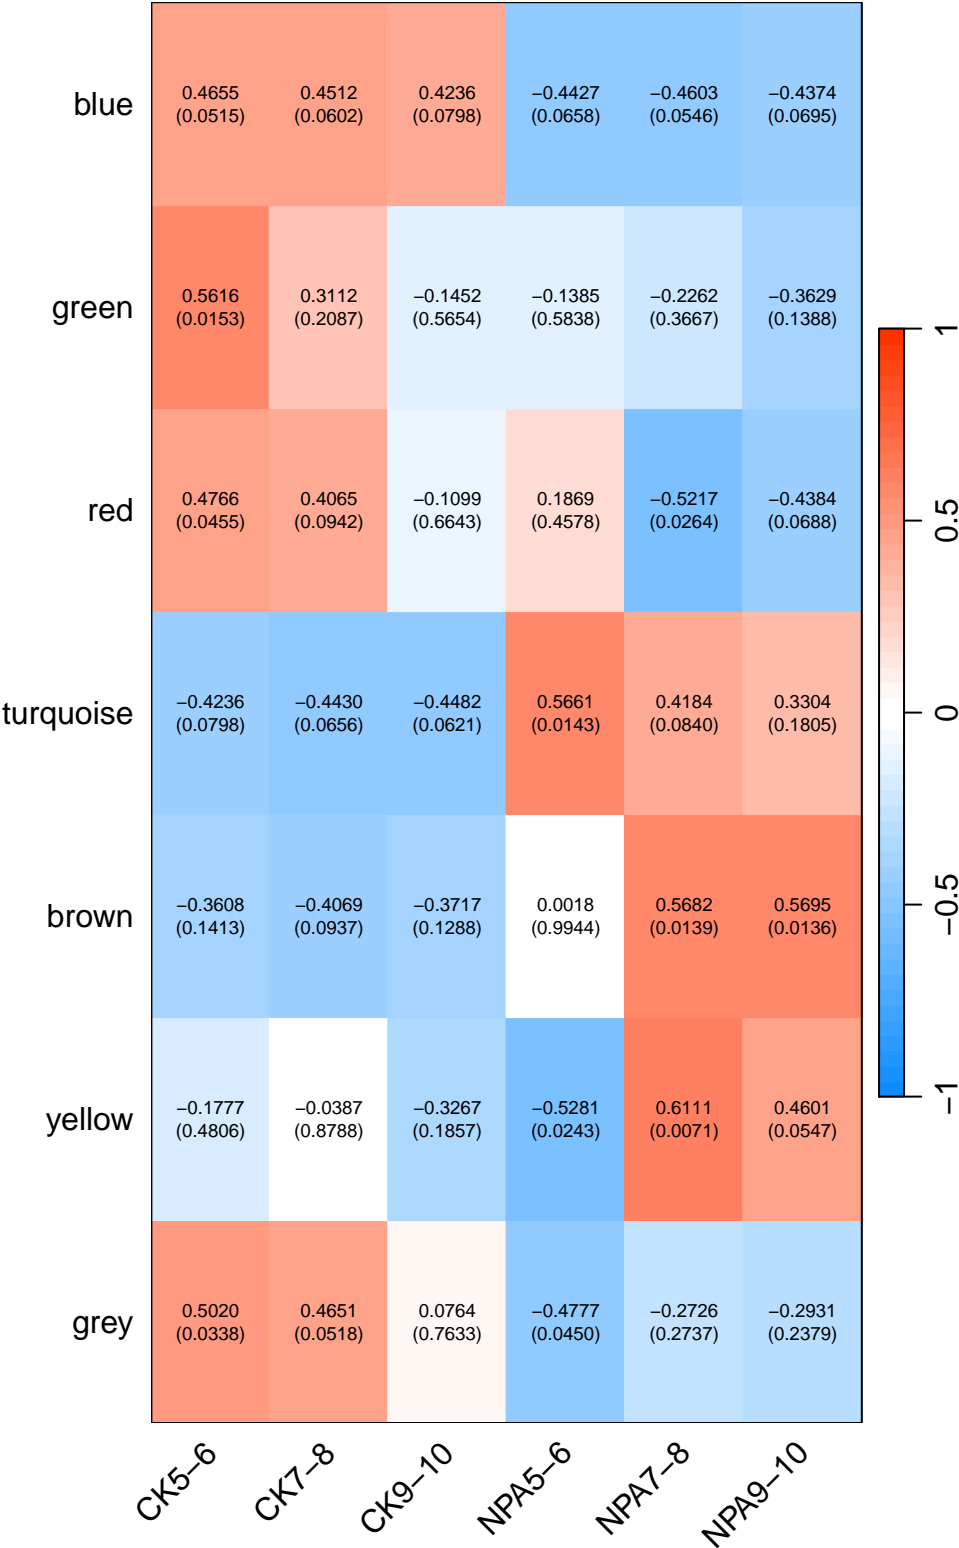 blue
0.4655 0.4512 0.4236 −0.4427 −0.4603 −0.4374
(0.0515) (0.0602) (0.0798) (0.0658) (0.0546) (0.0695)
green
0.5616 0.3112 −0.1452 −0.1385 −0.2262 −0.3629
(0.0153) (0.2087) (0.5654) (0.5838) (0.3667) (0.1388)
red
0.4766 0.4065 −0.1099 0.1869 −0.5217 −0.4384
(0.0455) (0.0942) (0.6643) (0.4578) (0.0264) (0.0688)
turquoise
−0.4236 −0.4430 −0.4482 0.5661 0.4184 0.3304
(0.0798) (0.0656) (0.0621) (0.0143) (0.0840) (0.1805)
brown
−0.3608 −0.4069 −0.3717 0.0018 0.5682 0.5695
(0.1413) (0.0937) (0.1288) (0.9944) (0.0139) (0.0136)
yellow
−0.1777 −0.0387 −0.3267 −0.5281 0.6111 0.4601
(0.4806) (0.8788) (0.1857) (0.0243) (0.0071) (0.0547)
grey
0.5020 0.4651 0.0764 −0.4777 −0.2726 −0.2931
(0.0338) (0.0518) (0.7633) (0.0450) (0.2737) (0.2379)
CK5−6
CK7−8
CK9−10
NPA5−6
NPA7−8
NPA9−10
1
0.5
0
−0.5
−1